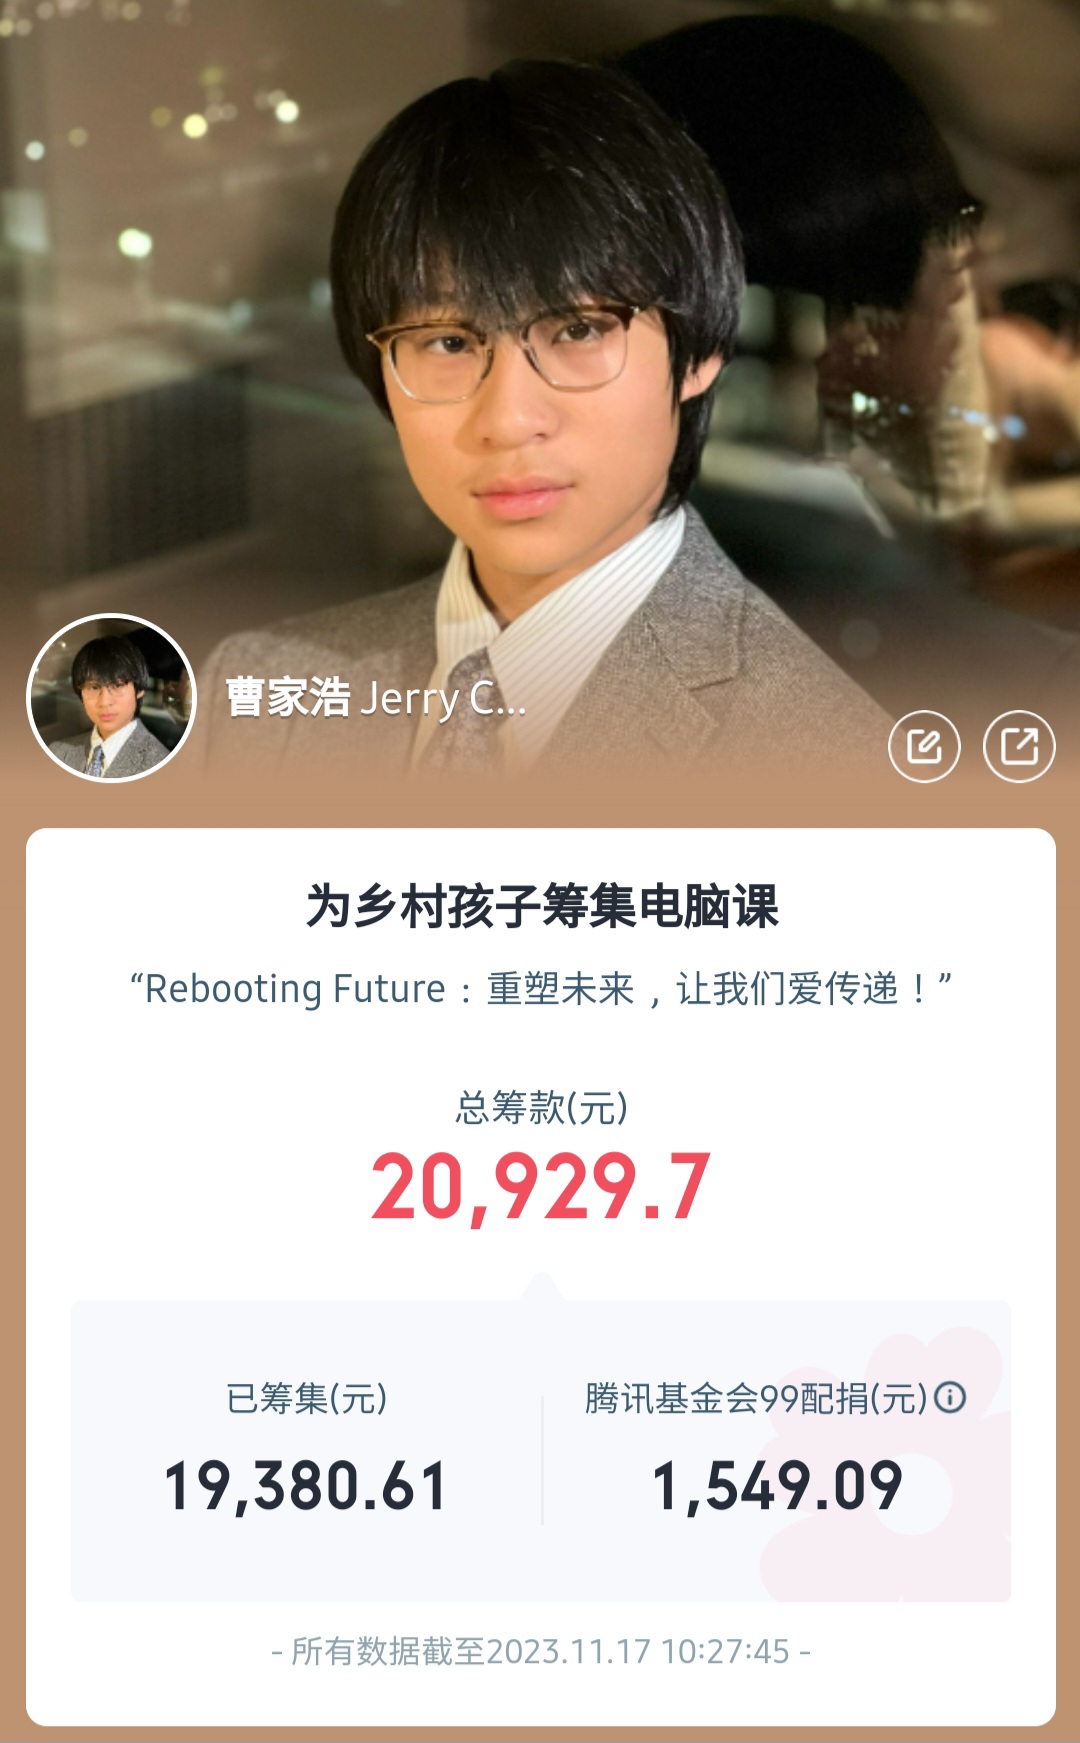 曹家浩 Jerry C...
为乡村孩子筹集电脑课
“Rebooting Future：重塑未来，让我们爱传递！”
总筹款(元)
20,929.7
已筹集(元)
腾讯基金会99配捐(元)
19,380.61
1,549.09
- 所有数据截至2023.11.17 10:27:45 -